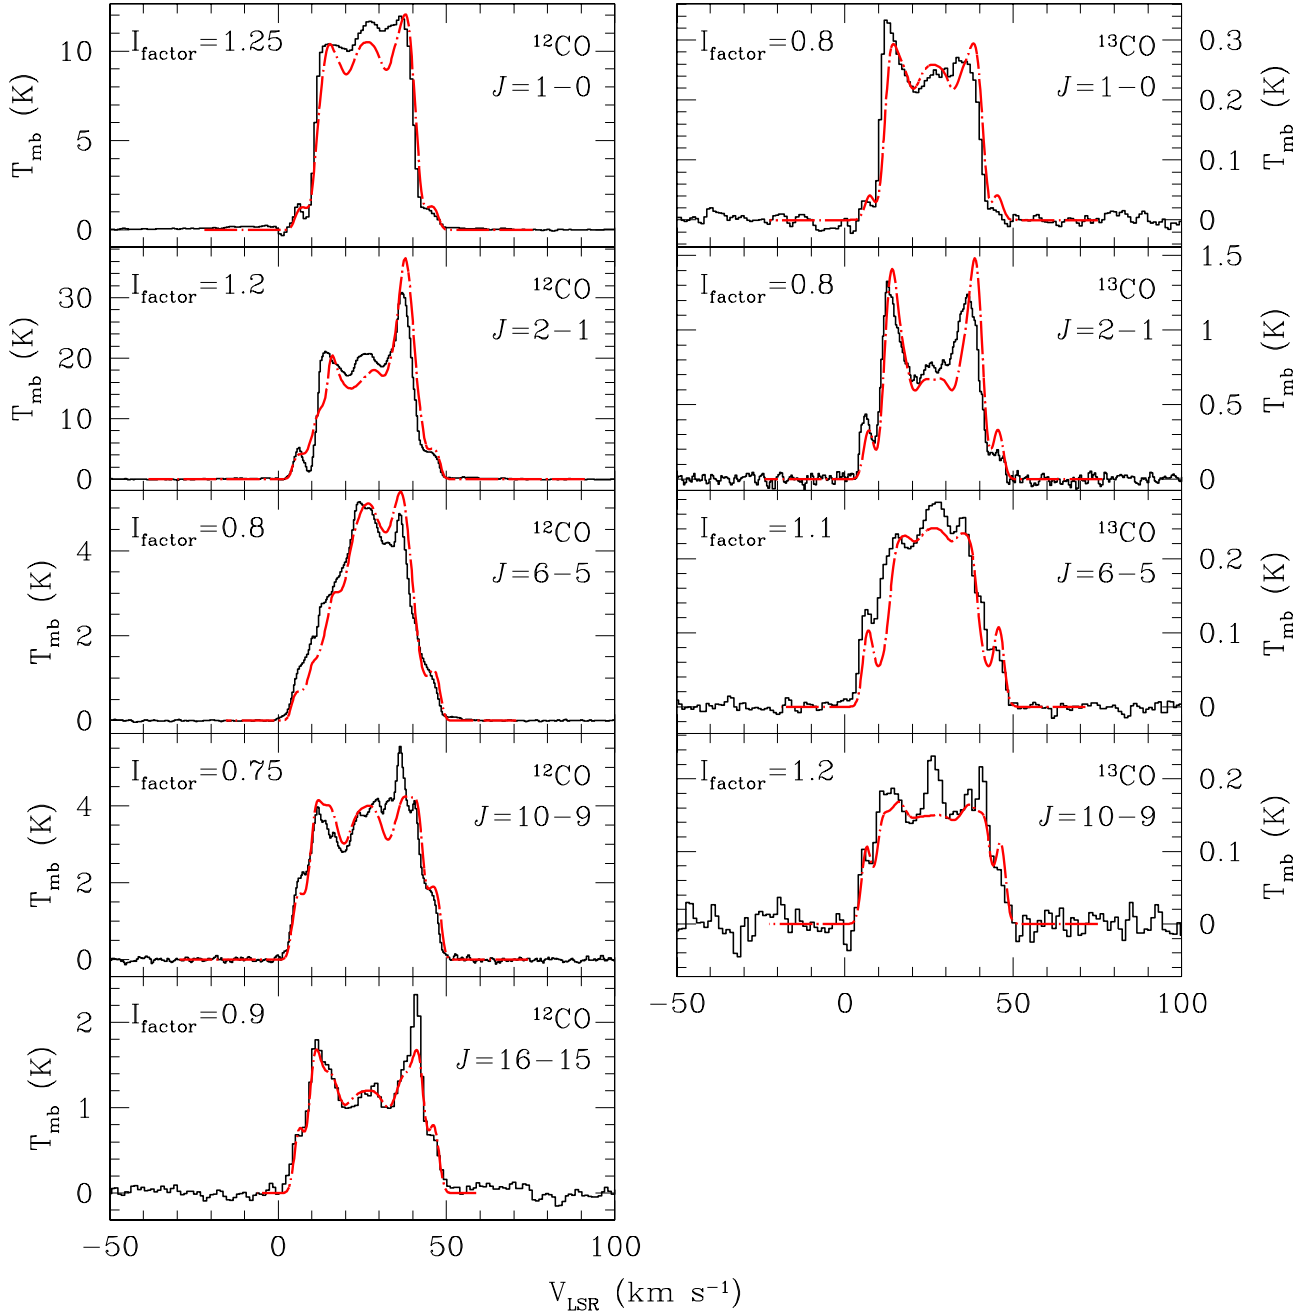 I_factor=1.25
¹²CO
J=1−0
10
5
0
T_mb (K)
I_factor=0.8
¹³CO
J=1−0
0.3
0.2
0.1
0
T_mb (K)
I_factor=1.2
¹²CO
J=2−1
30
20
10
0
T_mb (K)
I_factor=0.8
¹³CO
J=2−1
1.5
1
0.5
0
T_mb (K)
I_factor=0.8
¹²CO
J=6−5
4
2
0
T_mb (K)
I_factor=1.1
¹³CO
J=6−5
0.2
0.1
0
T_mb (K)
I_factor=0.75
¹²CO
J=10−9
4
2
0
T_mb (K)
I_factor=1.2
¹³CO
J=10−9
0.2
0.1
0
T_mb (K)
−50 0 50 100
I_factor=0.9
¹²CO
J=16−15
2
1
0
T_mb (K)
−50 0 50 100
V_LSR (km s⁻¹)